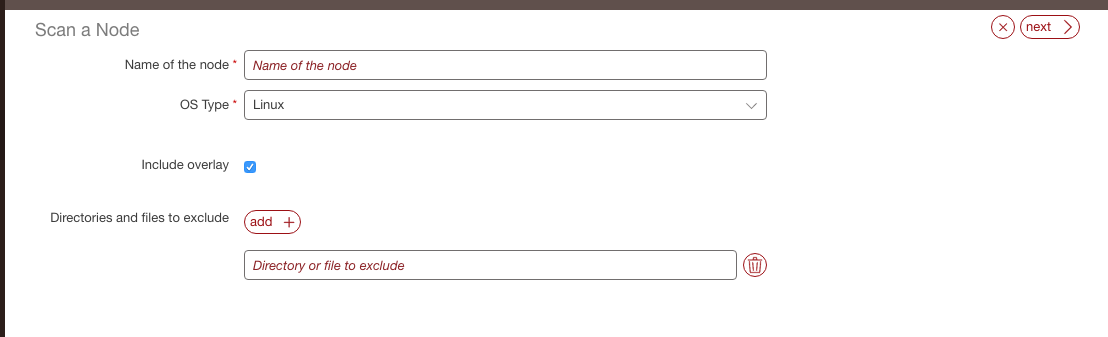 Scan a Node
next
Name of the node *
Name of the node
OS Type *
Linux
Include overlay
Directories and files to exclude
add +
Directory or file to exclude